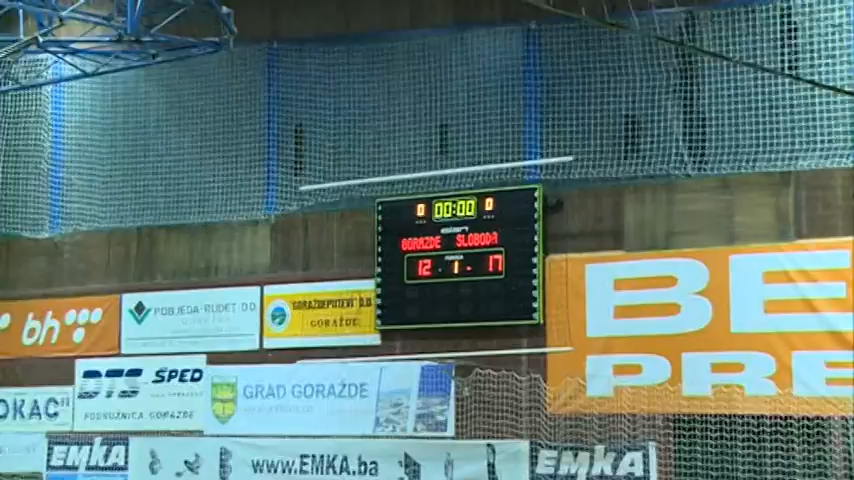 0 00:00 0
GORAZDE SLOBODA
12 1 17
bh
POBJEDA-RUDET D.O.
GORAŽDEPUTEVI D.D.
GORAŽDE
BE
PRE
DTS SPED
PODRUŽNICA GORAŽDE
OKAC
GRAD GORAŽDE
EMKA
www.EMKA.ba
EMKA